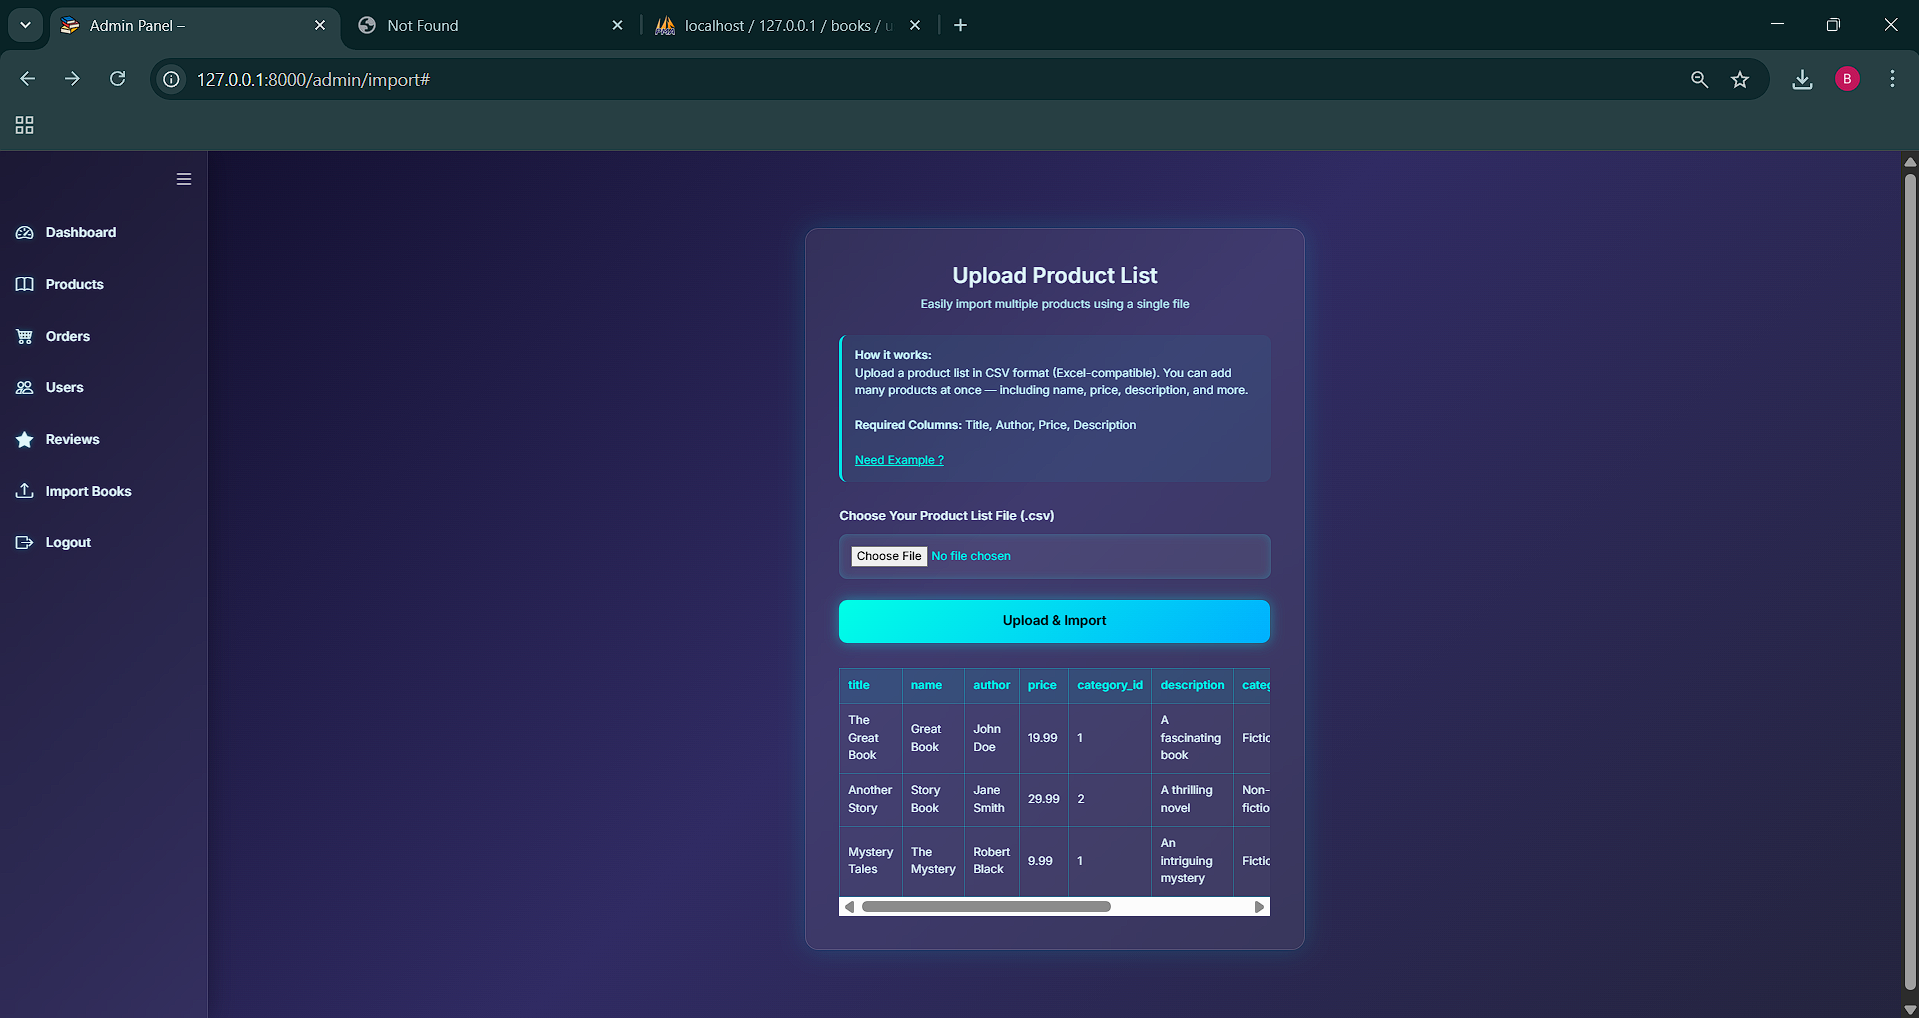 Admin Panel –
Not Found
localhost / 127.0.0.1 / books / u
127.0.0.1:8000/admin/import#
B
Dashboard
Products
Orders
Users
Reviews
Import Books
Logout
Upload Product List
Easily import multiple products using a single file
How it works:
Upload a product list in CSV format (Excel-compatible). You can add
many products at once — including name, price, description, and more.
Required Columns: Title, Author, Price, Description
Need Example ?
Choose Your Product List File (.csv)
Choose File No file chosen
Upload & Import
title name author price category_id description categ
The Great Book Great Book John Doe 19.99 1 A fascinating book Fictic
Another Story Story Book Jane Smith 29.99 2 A thrilling novel Non-fictio
Mystery Tales The Mystery Robert Black 9.99 1 An intriguing mystery Fictic